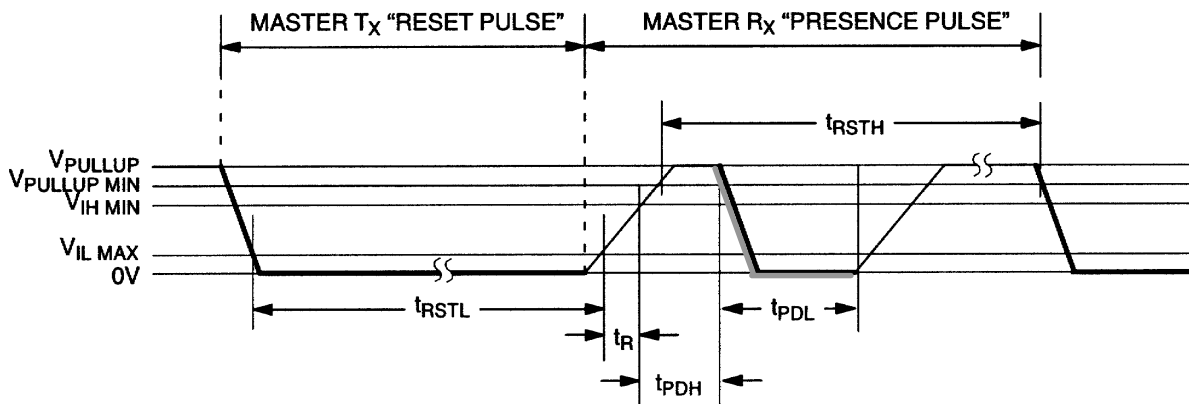 MASTER TX “RESET PULSE” MASTER RX “PRESENCE PULSE”
tRSTH
VPULLUP
VPULLUP MIN
VIH MIN
VIL MAX
0V
tRSTL
tPDL
tR
tPDH